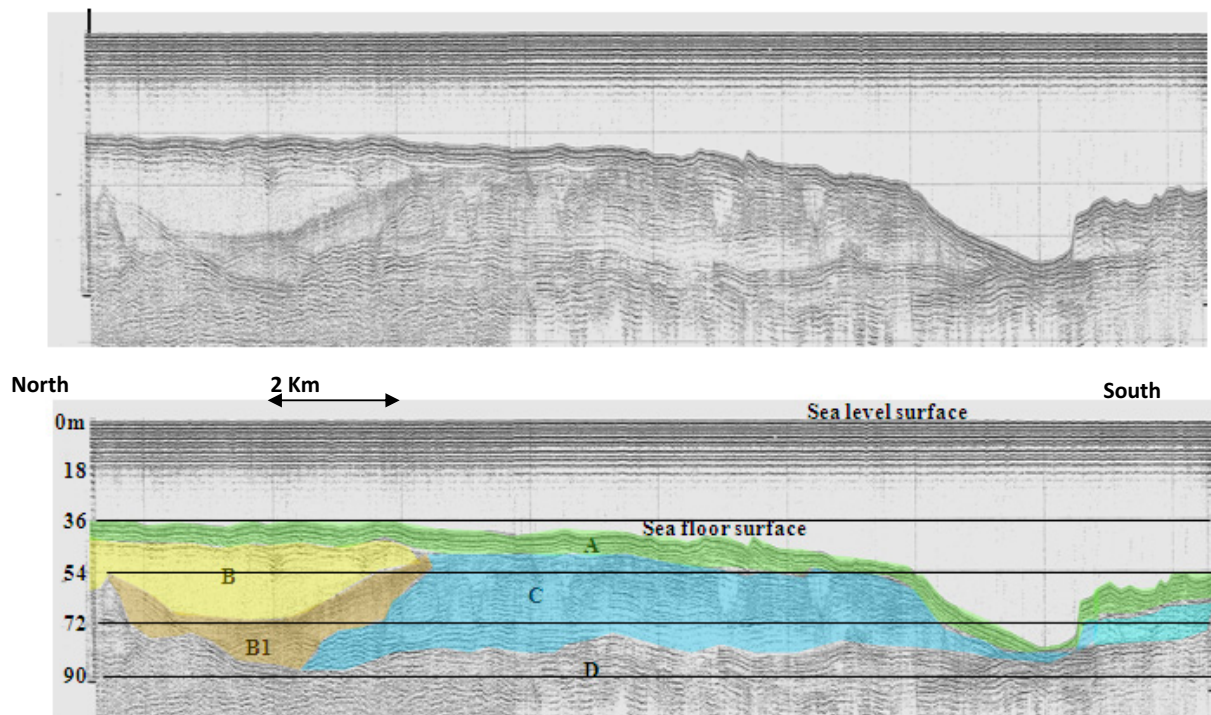 North
2 Km
South
Sea level surface
0m
18
36
Sea floor surface
A
54
B
C
72
B1
D
90